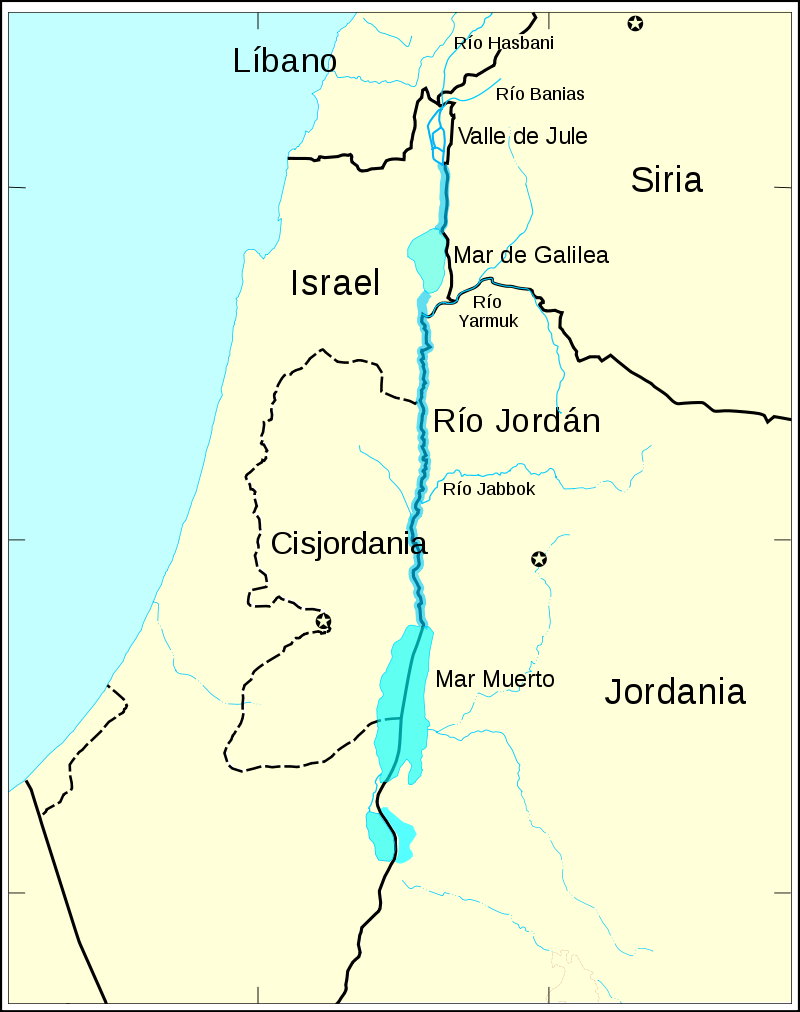 Río Hasbani
Líbano
Río Banias
Valle de Jule
Siria
Mar de Galilea
Israel
Río
Yarmuk
Río Jordán
Río Jabbok
Cisjordania
Mar Muerto
Jordania